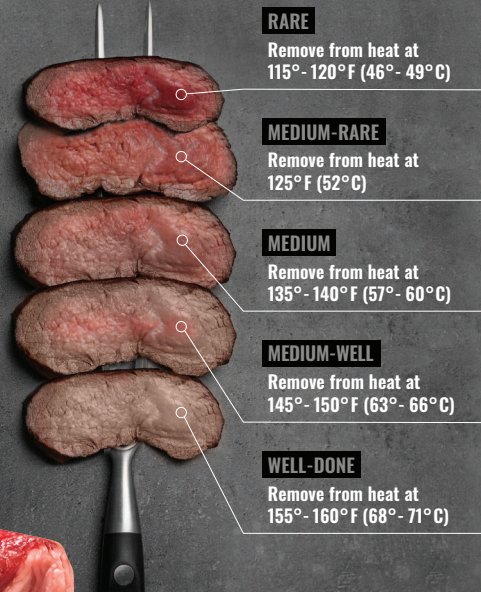 RARE
Remove from heat at
115°- 120°F (46°- 49°C)
MEDIUM-RARE
Remove from heat at
125°F (52°C)
MEDIUM
Remove from heat at
135°- 140°F (57°- 60°C)
MEDIUM-WELL
Remove from heat at
145°- 150°F (63°- 66°C)
WELL-DONE
Remove from heat at
155°- 160°F (68°- 71°C)